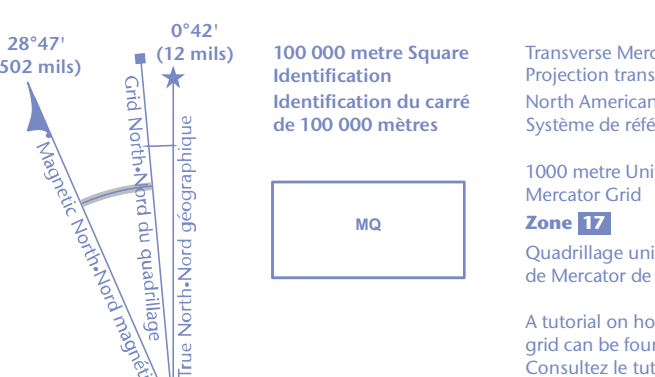 28°47'
502 mils)
0°42'
(12 mils)
Magnetic North•Nord magnéti
Grid North•Nord du quadrillage
True North•Nord géographique
100 000 metre Square
Identification
Identification du carré
de 100 000 mètres
MQ
Transverse Merc
Projection trans
North American
Système de réfé
1000 metre Uni
Mercator Grid
Zone 17
Quadrillage uni
de Mercator de
A tutorial on ho
grid can be four
Consultez le tut